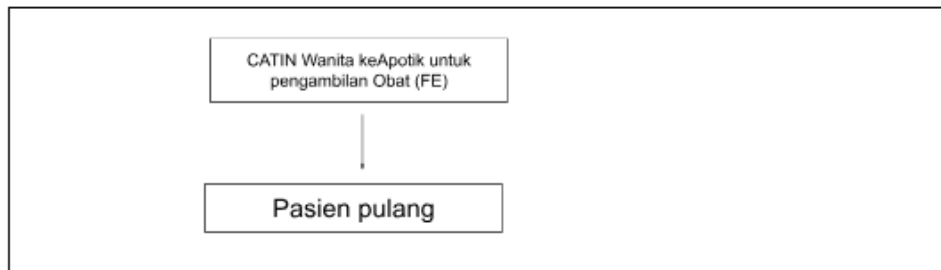 CATIN Wanita keApotik untuk
pengambilan Obat (FE)
Pasien pulang